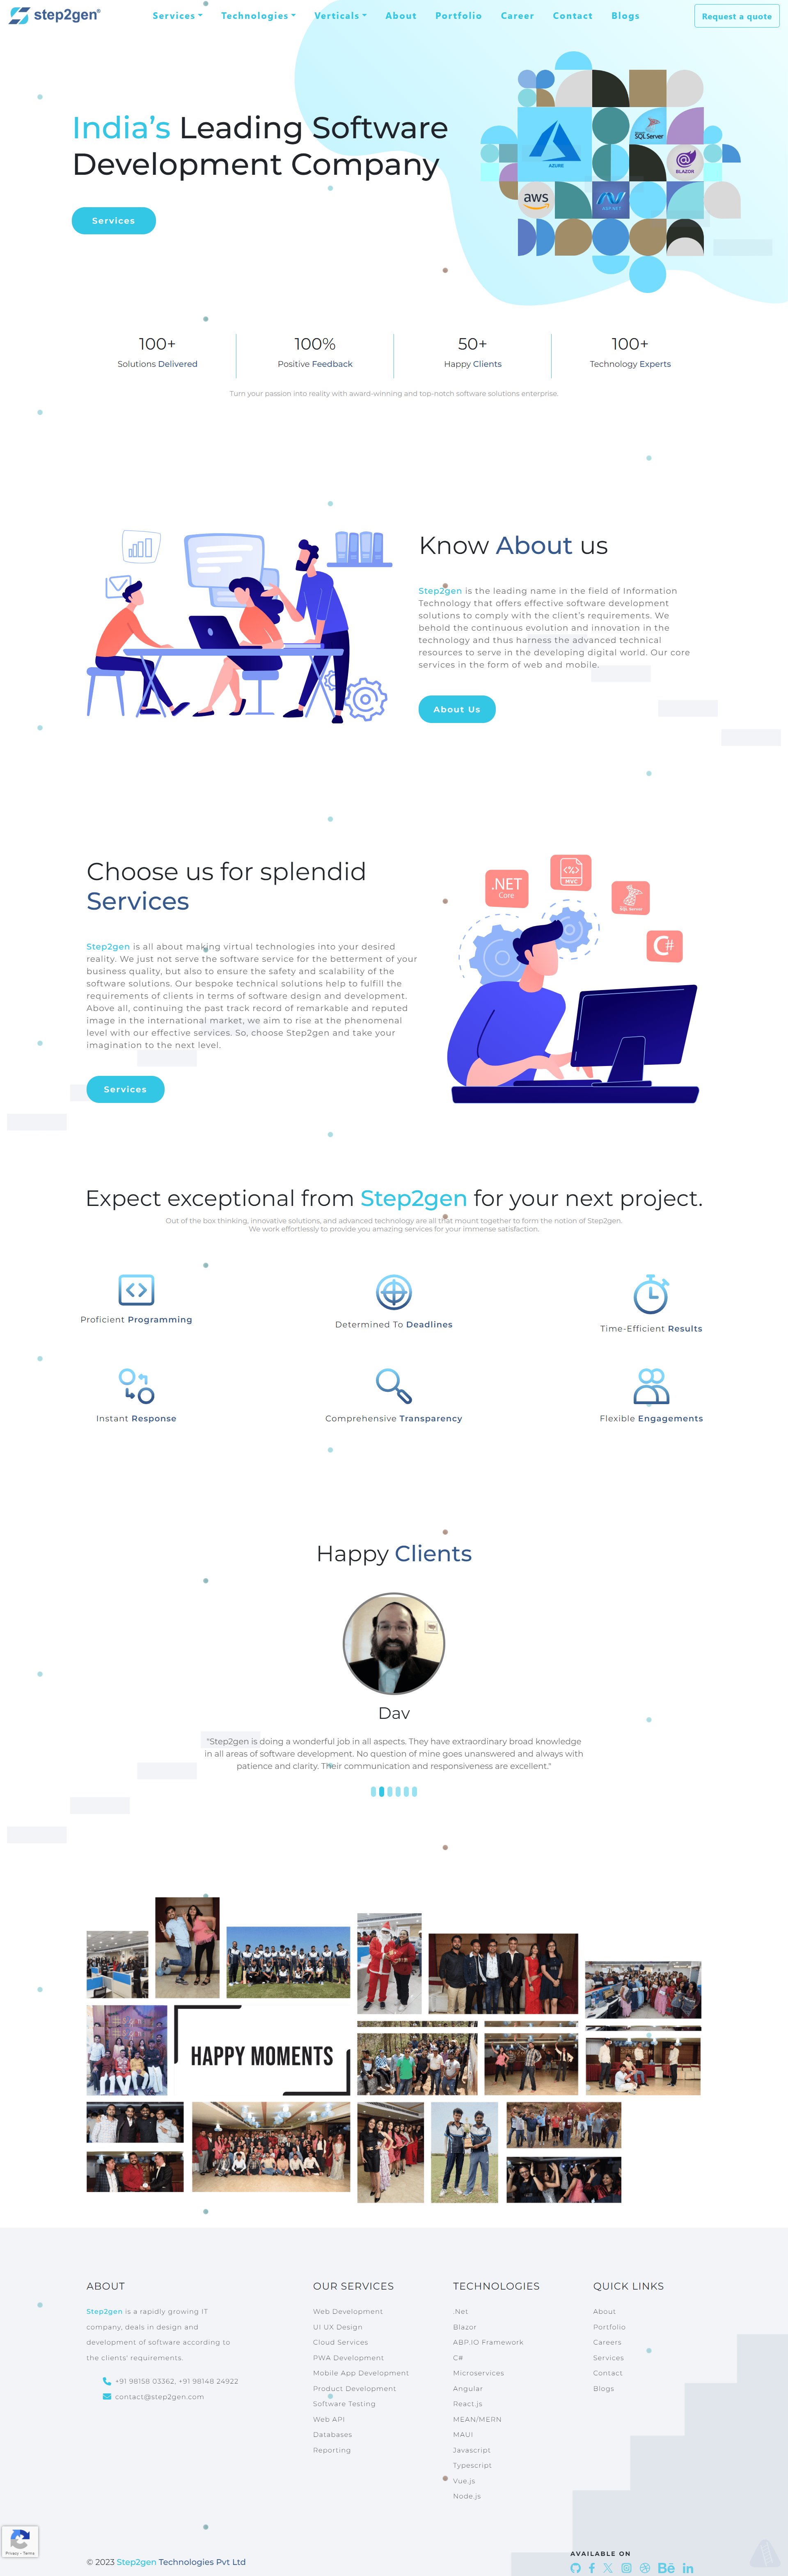 step2gen®
Services Technologies Verticals About Portfolio Career Contact Blogs
Request a quote
India’s Leading Software
Development Company
Services
AZURE
SQL Server
BLAZOR
aws
100+
Solutions Delivered
100%
Positive Feedback
50+
Happy Clients
100+
Technology Experts
Turn your passion into reality with award-winning and top-notch software solutions enterprise.
Know About us
Step2gen is the leading name in the field of Information
Technology that offers effective software development
solutions to comply with the client’s requirements. We
behold the continuous evolution and innovation in the
technology and thus harness the advanced technical
resources to serve in the developing digital world. Our core
services in the form of web and mobile.
About Us
Choose us for splendid
Services
Step2gen is all about making virtual technologies into your desired
reality. We just not serve the software service for the betterment of your
business quality, but also to ensure the safety and scalability of the
software solutions. Our bespoke technical solutions help to fulfill the
requirements of clients in terms of software design and development.
Above all, continuing the past track record of remarkable and reputed
image in the international market, we aim to rise at the phenomenal
level with our effective services. So, choose Step2gen and take your
imagination to the next level.
Services
.NET
Core
MVC
SQL Server
C#
Expect exceptional from Step2gen for your next project.
Out of the box thinking, innovative solutions, and advanced technology are all that mount together to form the notion of Step2gen.
We work effortlessly to provide you amazing services for your immense satisfaction.
Proficient Programming
Determined To Deadlines
Time-Efficient Results
Instant Response
Comprehensive Transparency
Flexible Engagements
Happy Clients
Dav
"Step2gen is doing a wonderful job in all aspects. They have extraordinary broad knowledge
in all areas of software development. No question of mine goes unanswered and always with
patience and clarity. Their communication and responsiveness are excellent."
HAPPY MOMENTS
ABOUT
Step2gen is a rapidly growing IT
company, deals in design and
development of software according to
the clients' requirements.
+91 98158 03362, +91 98148 24922
contact@step2gen.com
OUR SERVICES
Web Development
UI UX Design
Cloud Services
PWA Development
Mobile App Development
Product Development
Software Testing
Web API
Databases
Reporting
TECHNOLOGIES
.Net
Blazor
ABP.IO Framework
C#
Microservices
Angular
React.js
MEAN/MERN
MAUI
Javascript
Typescript
Vue.js
Node.js
QUICK LINKS
About
Portfolio
Careers
Services
Contact
Blogs
Privacy - Terms
© 2023 Step2gen Technologies Pvt Ltd
AVAILABLE ON